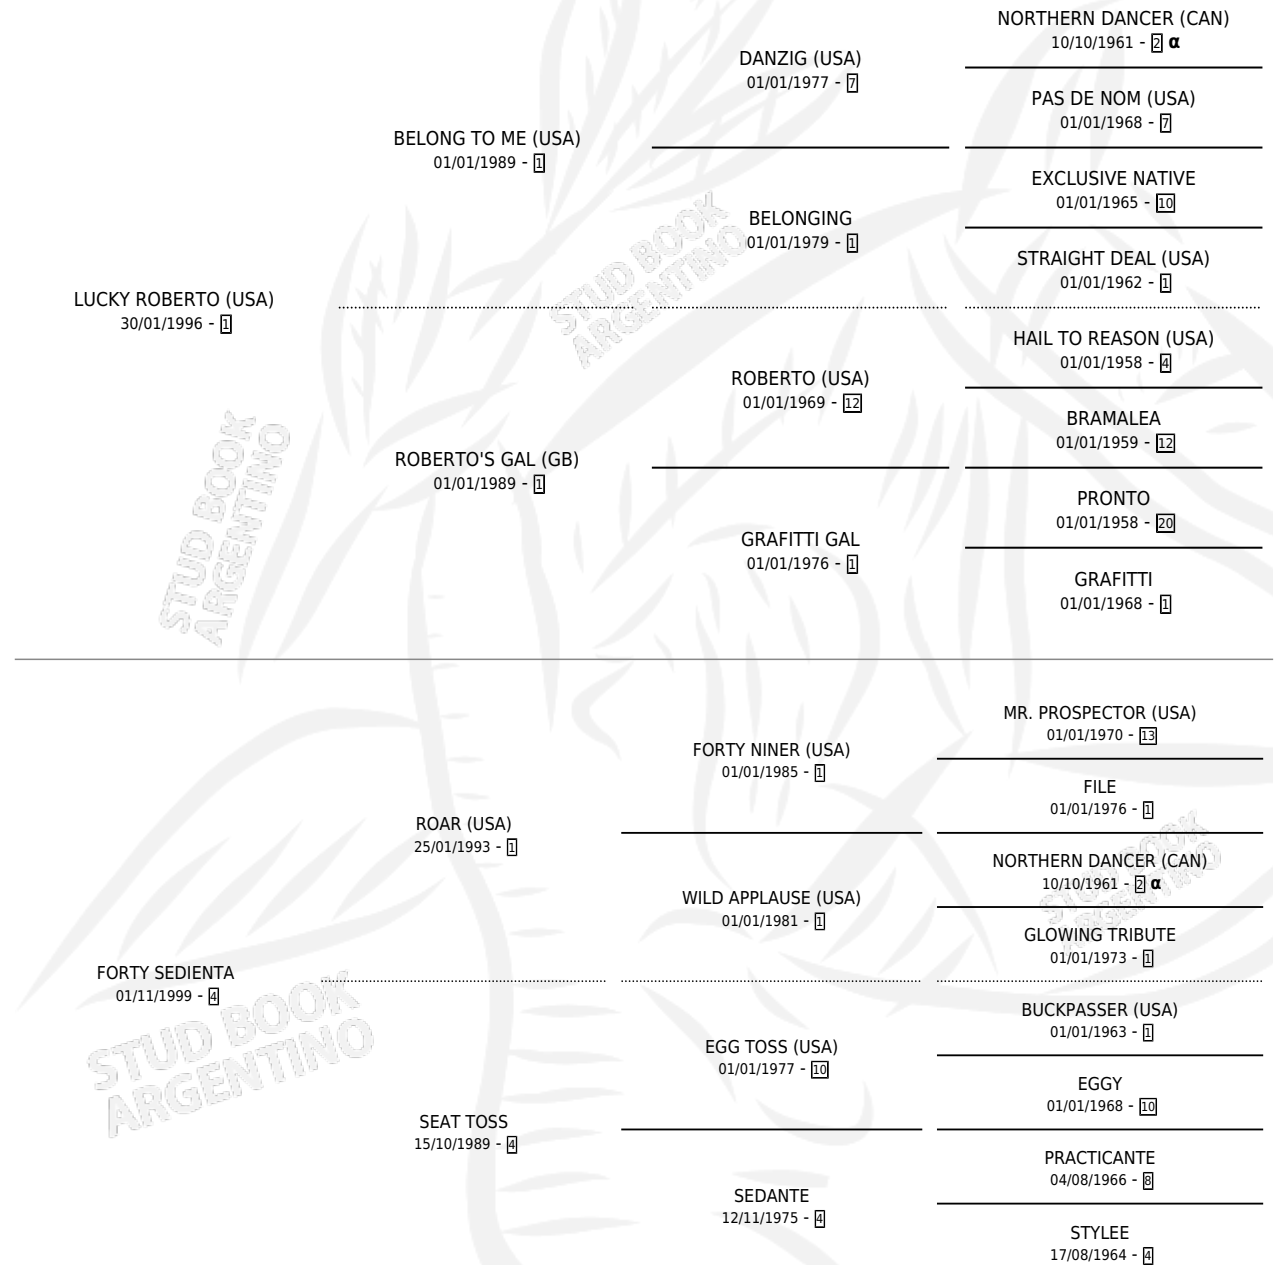 NORTHERN DANCER (CAN)
10/10/1961 - 2 α
DANZIG (USA)
01/01/1977 - 7
PAS DE NOM (USA)
01/01/1968 - 7
BELONG TO ME (USA)
01/01/1989 - 1
EXCLUSIVE NATIVE
01/01/1965 - 10
BELONGING
01/01/1979 - 1
STRAIGHT DEAL (USA)
01/01/1962 - 1
LUCKY ROBERTO (USA)
30/01/1996 - 1
HAIL TO REASON (USA)
01/01/1958 - 4
ROBERTO (USA)
01/01/1969 - 12
BRAMALEA
01/01/1959 - 12
ROBERTO'S GAL (GB)
01/01/1989 - 1
PRONTO
01/01/1958 - 20
GRAFITTI GAL
01/01/1976 - 1
GRAFITTI
01/01/1968 - 1
MR. PROSPECTOR (USA)
01/01/1970 - 13
FORTY NINER (USA)
01/01/1985 - 1
FILE
01/01/1976 - 1
ROAR (USA)
25/01/1993 - 1
NORTHERN DANCER (CAN)
10/10/1961 - 2 α
WILD APPLAUSE (USA)
01/01/1981 - 1
GLOWING TRIBUTE
01/01/1973 - 1
FORTY SEDIENTA
01/11/1999 - 4
BUCKPASSER (USA)
01/01/1963 - 1
EGG TOSS (USA)
01/01/1977 - 10
EGGY
01/01/1968 - 10
SEAT TOSS
15/10/1989 - 4
PRACTICANTE
04/08/1966 - 8
SEDANTE
12/11/1975 - 4
STYLEE
17/08/1964 - 4
STUD BOOK
ARGENTINO
STUD BOOK
ARGENTINO
STUD BOOK
ARGENTINO
STUD BOOK
ARGENTINO